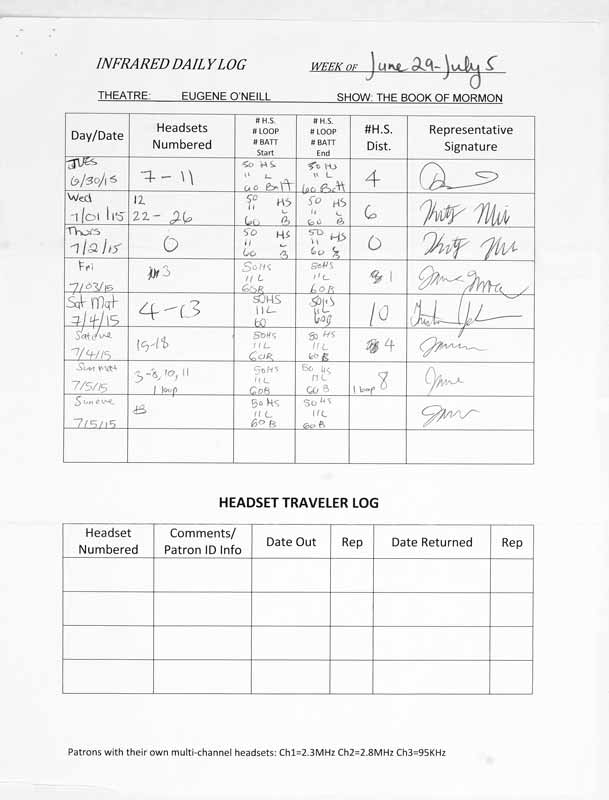 INFRARED DAILY LOG WEEK OF June 29-July 5
THEATRE: EUGENE O'NEILL SHOW: THE BOOK OF MORMON
Day/Date Headsets Numbered # H.S. # LOOP # BATT Start # H.S. # LOOP # BATT End #H.S. Dist. Representative Signature
TUES 6/30/15 7-11 50 HS 11 L 60 Batt 50 HS 11 L 60 Batt 4
Wed 7/01/15 12 22-26 50 HS 11 L 60 B 50 HS 11 L 60 B 6
Thurs 7/2/15 0 50 HS 11 L 60 B 50 HS 11 L 60 B 0
Fri 7/03/15 3 50HS 11L 60B 50HS 11L 60B 1
Sat Mat 7/4/15 4-13 50HS 11L 60 50HS 11L 60B 10
Sat eve 7/4/15 15-18 50HS 11L 60B 50 HS 11L 60B 4
Sun mat 7/5/15 3-8, 10, 11 1 loop 50HS 11L 60B 50 HS 11L 60B 1 loop 8
Sun eve 7/5/15 50 HS 11L 60B 50 HS 11L 60B
HEADSET TRAVELER LOG
Headset Numbered Comments/ Patron ID Info Date Out Rep Date Returned Rep
Patrons with their own multi-channel headsets: Ch1=2.3MHz Ch2=2.8MHz Ch3=95KHz